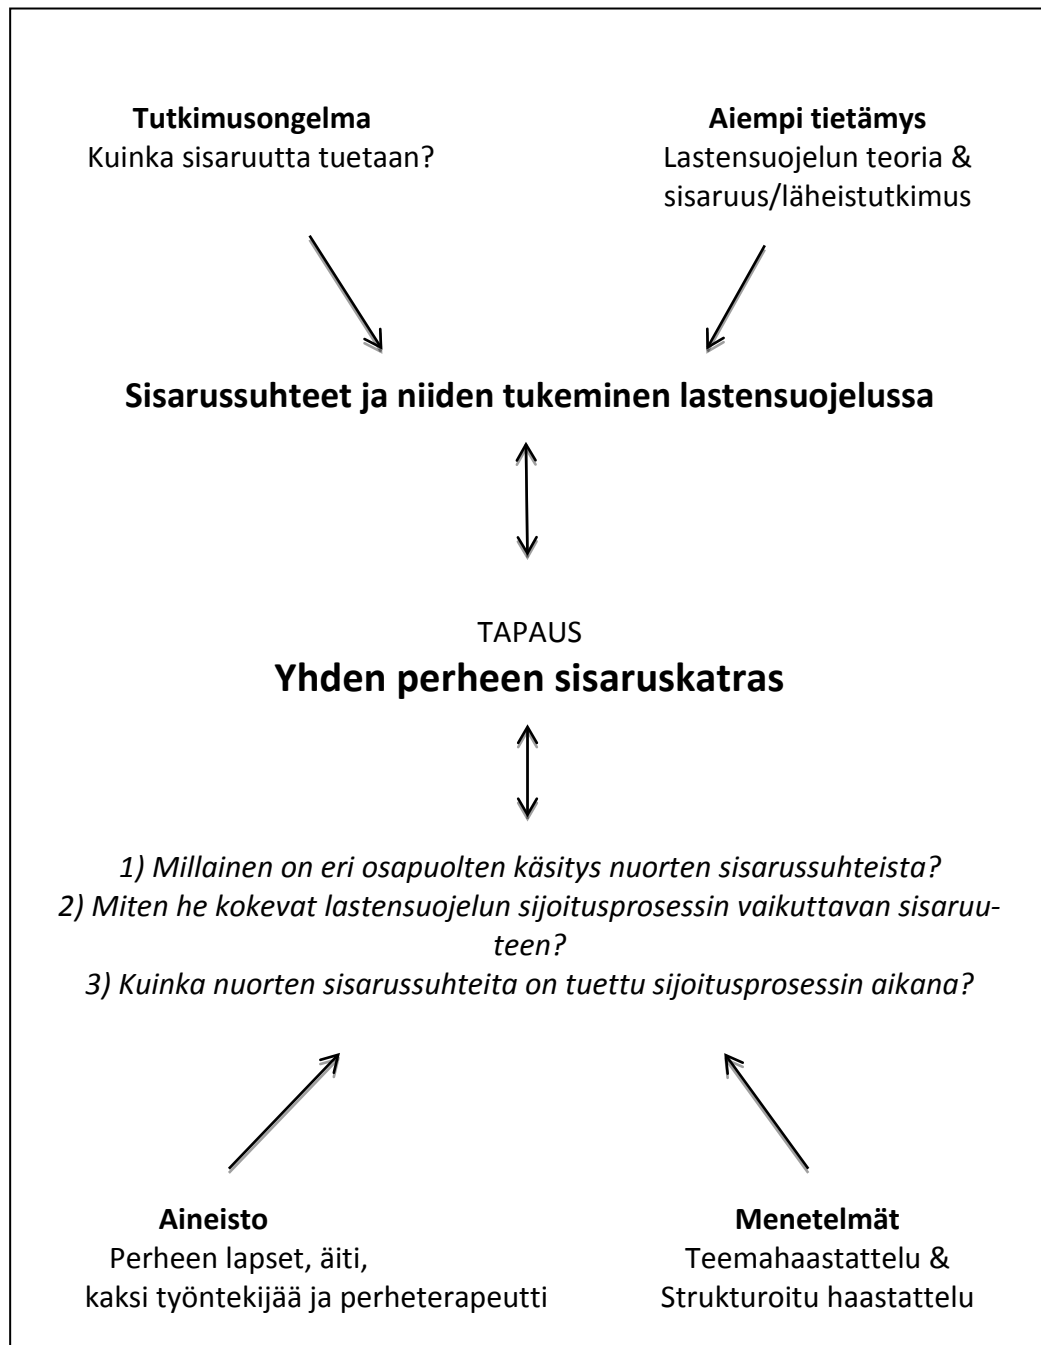 Tutkimusongelma
Kuinka sisaruutta tuetaan?
Aiempi tietämys
Lastensuojelun teoria &
sisaruus/läheistutkimus
Sisarussuhteet ja niiden tukeminen lastensuojelussa
TAPAUS
Yhden perheen sisaruskatras
1) Millainen on eri osapuolten käsitys nuorten sisarussuhteista?
2) Miten he kokevat lastensuojelun sijoitusprosessin vaikuttavan sisaruu-
teen?
3) Kuinka nuorten sisarussuhteita on tuettu sijoitusprosessin aikana?
Aineisto
Perheen lapset, äiti,
kaksi työntekijää ja perheterapeutti
Menetelmät
Teemahaastattelu &
Strukturoitu haastattelu